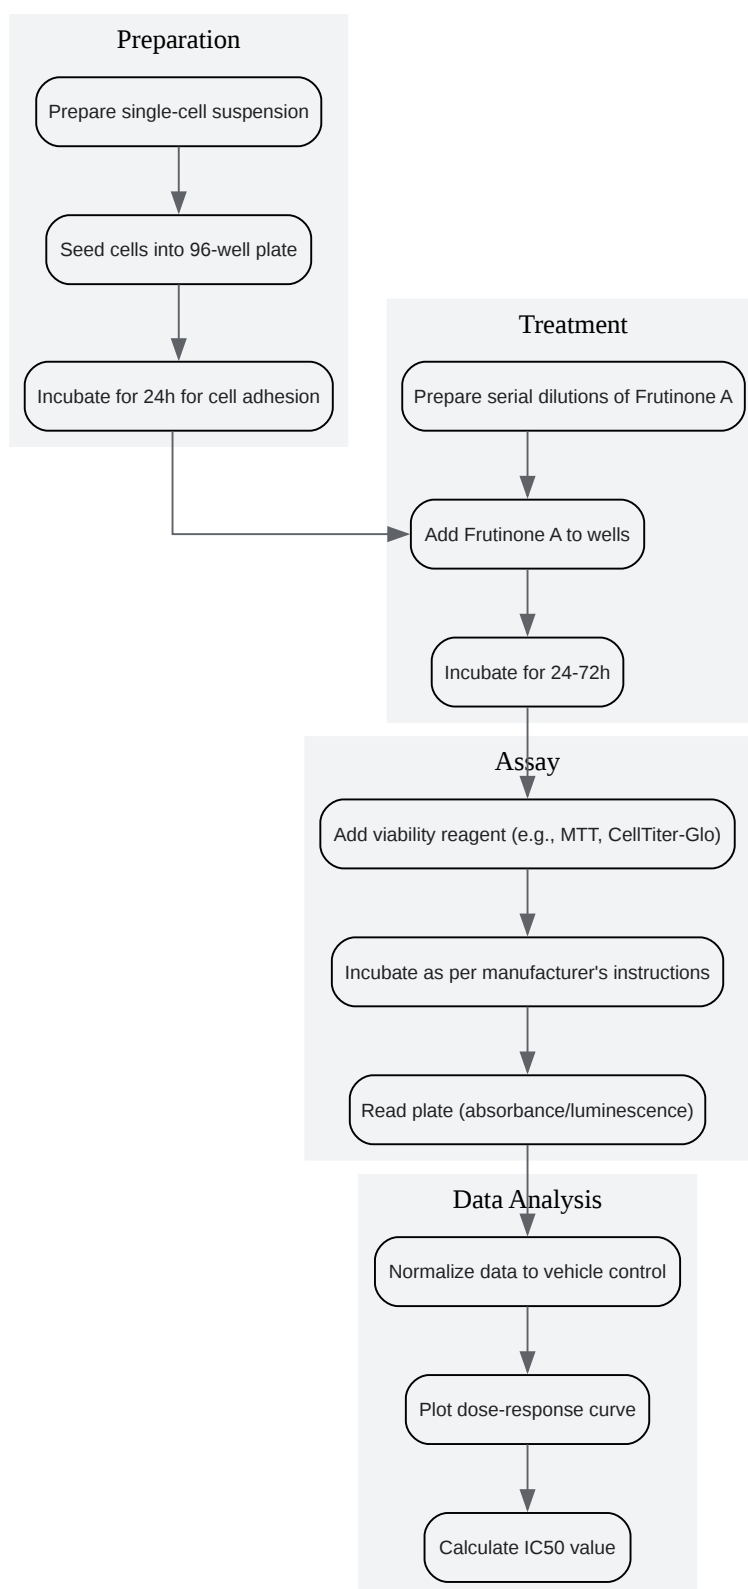 Preparation
Prepare single-cell suspension
Seed cells into 96-well plate
Incubate for 24h for cell adhesion
Treatment
Prepare serial dilutions of Frutinone A
Add Frutinone A to wells
Incubate for 24-72h
Assay
Add viability reagent (e.g., MTT, CellTiter-Glo)
Incubate as per manufacturer's instructions
Read plate (absorbance/luminescence)
Data Analysis
Normalize data to vehicle control
Plot dose-response curve
Calculate IC50 value